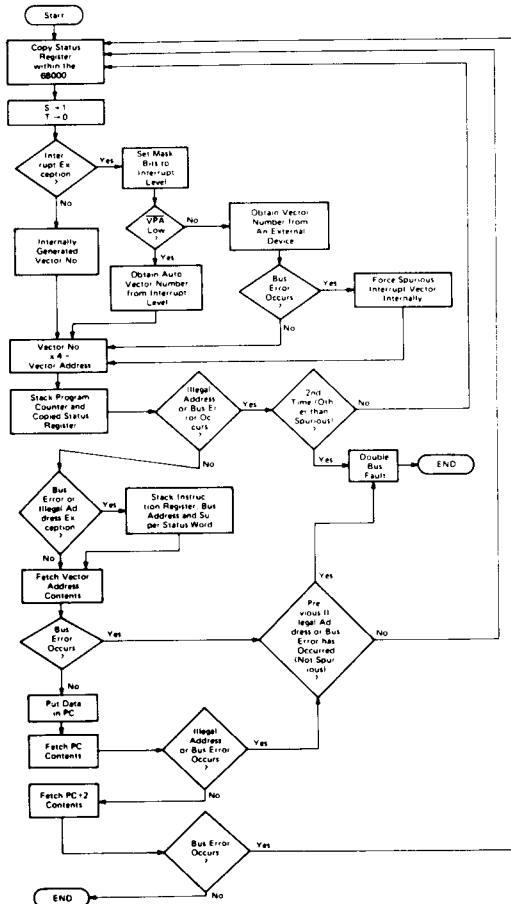 Start
Copy Status
Register
within the
68000
S → 1
T → 0
Inter
rupt Ex
ception
?
Yes
Set Mask
Bits to
Interrupt
Level
No
VPA
Low
?
No
Obtain Vector
Number from
An External
Device
Yes
Internally
Generated
Vector No
Obtain Auto
Vector Number
from Interrupt
Level
Bus
Error
Occurs
?
Yes
Force Spurious
Interrupt Vector
Internally
No
Vector No
x 4 =
Vector Address
Stack Program
Counter and
Copied Status
Register
Illegal
Address
or Bus Er
ror Oc
curs
?
Yes
2nd
Time (Oth
er than
Spurious)
?
No
No
Yes
Double
Bus
Fault
END
Bus
Error or
Illegal Ad
dress Ex
ception
?
Yes
Stack Instruc
tion Register, Bus
Address and Su
per Status Word
No
Fetch Vector
Address
Contents
Yes
Bus
Error
Occurs
?
Yes
Pre
vious Il
legal Ad
dress or Bus
Error has
Occurred
(Not Spur
ious)
?
No
No
Put Data
in PC
Fetch PC
Contents
Illegal
Address
or Bus Error
Occurs
?
Yes
No
Fetch PC+2
Contents
Bus Error
Occurs
?
Yes
No
END